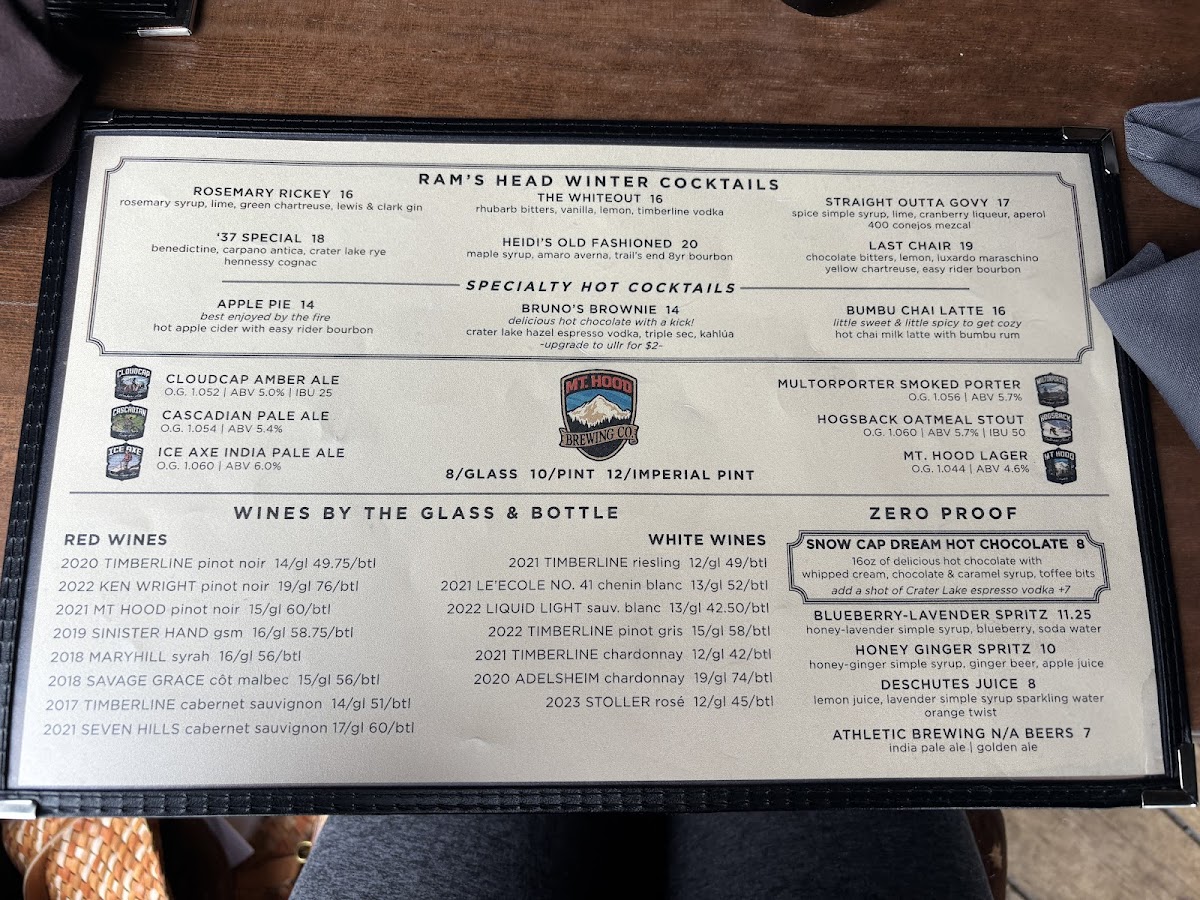 RAM'S HEAD WINTER COCKTAILS
ROSEMARY RICKEY 16
rosemary syrup, lime, green chartreuse, lewis & clark gin
THE WHITEOUT 16
rhubarb bitters, vanilla, lemon, timberline vodka
STRAIGHT OUTTA GOVY 17
spice simple syrup, lime, cranberry liqueur, aperol
400 conejos mezcal
'37 SPECIAL 18
benedictine, carpano antica, crater lake rye
hennessy cognac
HEIDI'S OLD FASHIONED 20
maple syrup, amaro averna, trail's end 8yr bourbon
LAST CHAIR 19
chocolate bitters, lemon, luxardo maraschino
yellow chartreuse, easy rider bourbon
SPECIALTY HOT COCKTAILS
APPLE PIE 14
best enjoyed by the fire
hot apple cider with easy rider bourbon
BRUNO'S BROWNIE 14
delicious hot chocolate with a kick!
crater lake hazel espresso vodka, triple sec, kahlúa
-upgrade to ullr for $2-
BUMBU CHAI LATTE 16
little sweet & little spicy to get cozy
hot chai milk latte with bumbu rum
CLOUDCAP
CLOUDCAP AMBER ALE
O.G. 1.052 | ABV 5.0% | IBU 25
CASCADIAN
CASCADIAN PALE ALE
O.G. 1.054 | ABV 5.4%
ICE AXE
ICE AXE INDIA PALE ALE
O.G. 1.060 | ABV 6.0%
MT. HOOD
BREWING CO.
8/GLASS 10/PINT 12/IMPERIAL PINT
MULTORPORTER SMOKED PORTER
O.G. 1.056 | ABV 5.7%
MULTORPORTER
HOGSBACK OATMEAL STOUT
O.G. 1.060 | ABV 5.7% | IBU 50
HOGSBACK
MT. HOOD LAGER
O.G. 1.044 | ABV 4.6%
MT HOOD
WINES BY THE GLASS & BOTTLE
RED WINES
2020 TIMBERLINE pinot noir 14/gl 49.75/btl
2022 KEN WRIGHT pinot noir 19/gl 76/btl
2021 MT HOOD pinot noir 15/gl 60/btl
2019 SINISTER HAND gsm 16/gl 58.75/btl
2018 MARYHILL syrah 16/gl 56/btl
2018 SAVAGE GRACE côt malbec 15/gl 56/btl
2017 TIMBERLINE cabernet sauvignon 14/gl 51/btl
2021 SEVEN HILLS cabernet sauvignon 17/gl 60/btl
WHITE WINES
2021 TIMBERLINE riesling 12/gl 49/btl
2021 LE'ECOLE NO. 41 chenin blanc 13/gl 52/btl
2022 LIQUID LIGHT sauv. blanc 13/gl 42.50/btl
2022 TIMBERLINE pinot gris 15/gl 58/btl
2021 TIMBERLINE chardonnay 12/gl 42/btl
2020 ADELSHEIM chardonnay 19/gl 74/btl
2023 STOLLER rosé 12/gl 45/btl
ZERO PROOF
SNOW CAP DREAM HOT CHOCOLATE 8
16oz of delicious hot chocolate with
whipped cream, chocolate & caramel syrup, toffee bits
add a shot of Crater Lake espresso vodka +7
BLUEBERRY-LAVENDER SPRITZ 11.25
honey-lavender simple syrup, blueberry, soda water
HONEY GINGER SPRITZ 10
honey-ginger simple syrup, ginger beer, apple juice
DESCHUTES JUICE 8
lemon juice, lavender simple syrup sparkling water
orange twist
ATHLETIC BREWING N/A BEERS 7
india pale ale | golden ale